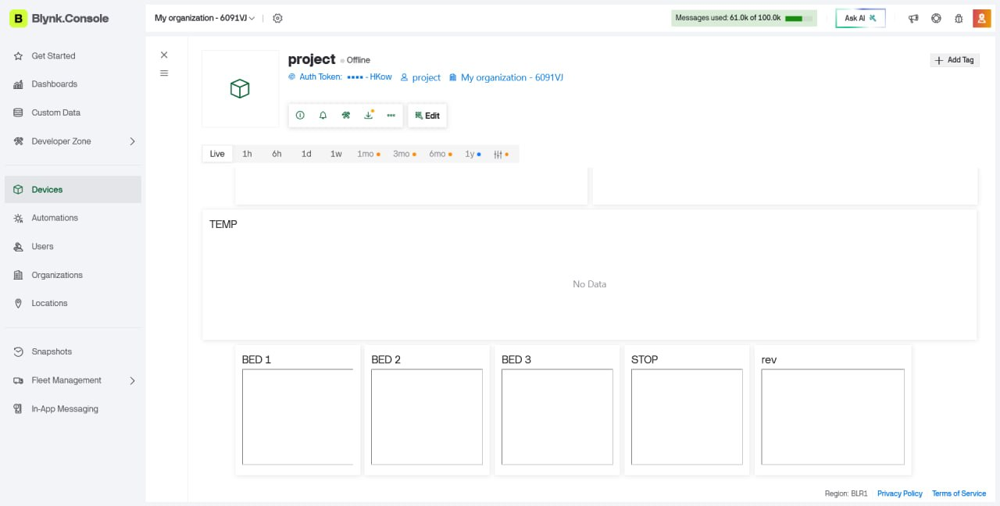 B Blynk.Console
My organization - 6091VJ
Messages used: 61.0k of 100.0k
Ask AI
Get Started
Dashboards
Custom Data
Developer Zone
Devices
Automations
Users
Organizations
Locations
Snapshots
Fleet Management
In-App Messaging
project Offline
Add Tag
Auth Token: •••• - HKow project My organization - 6091VJ
Edit
Live 1h 6h 1d 1w 1mo 3mo 6mo 1y
TEMP
No Data
BED 1 BED 2 BED 3 STOP rev
Region: BLR1 Privacy Policy Terms of Service